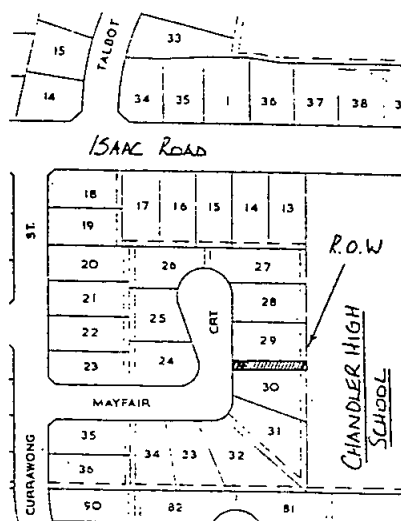 33
15
TALBOT
14
34 35 1 36 37 38
ISAAC ROAD
18
17 16 15 14 13
19
ST.
R.O.W
20 26 27
21 28
25
CRT
22 29
24
23 30
MAYFAIR
CHANDLER HIGH
SCHOOL
31
35
34 33 32
36
CURRAWONG
90 82 81